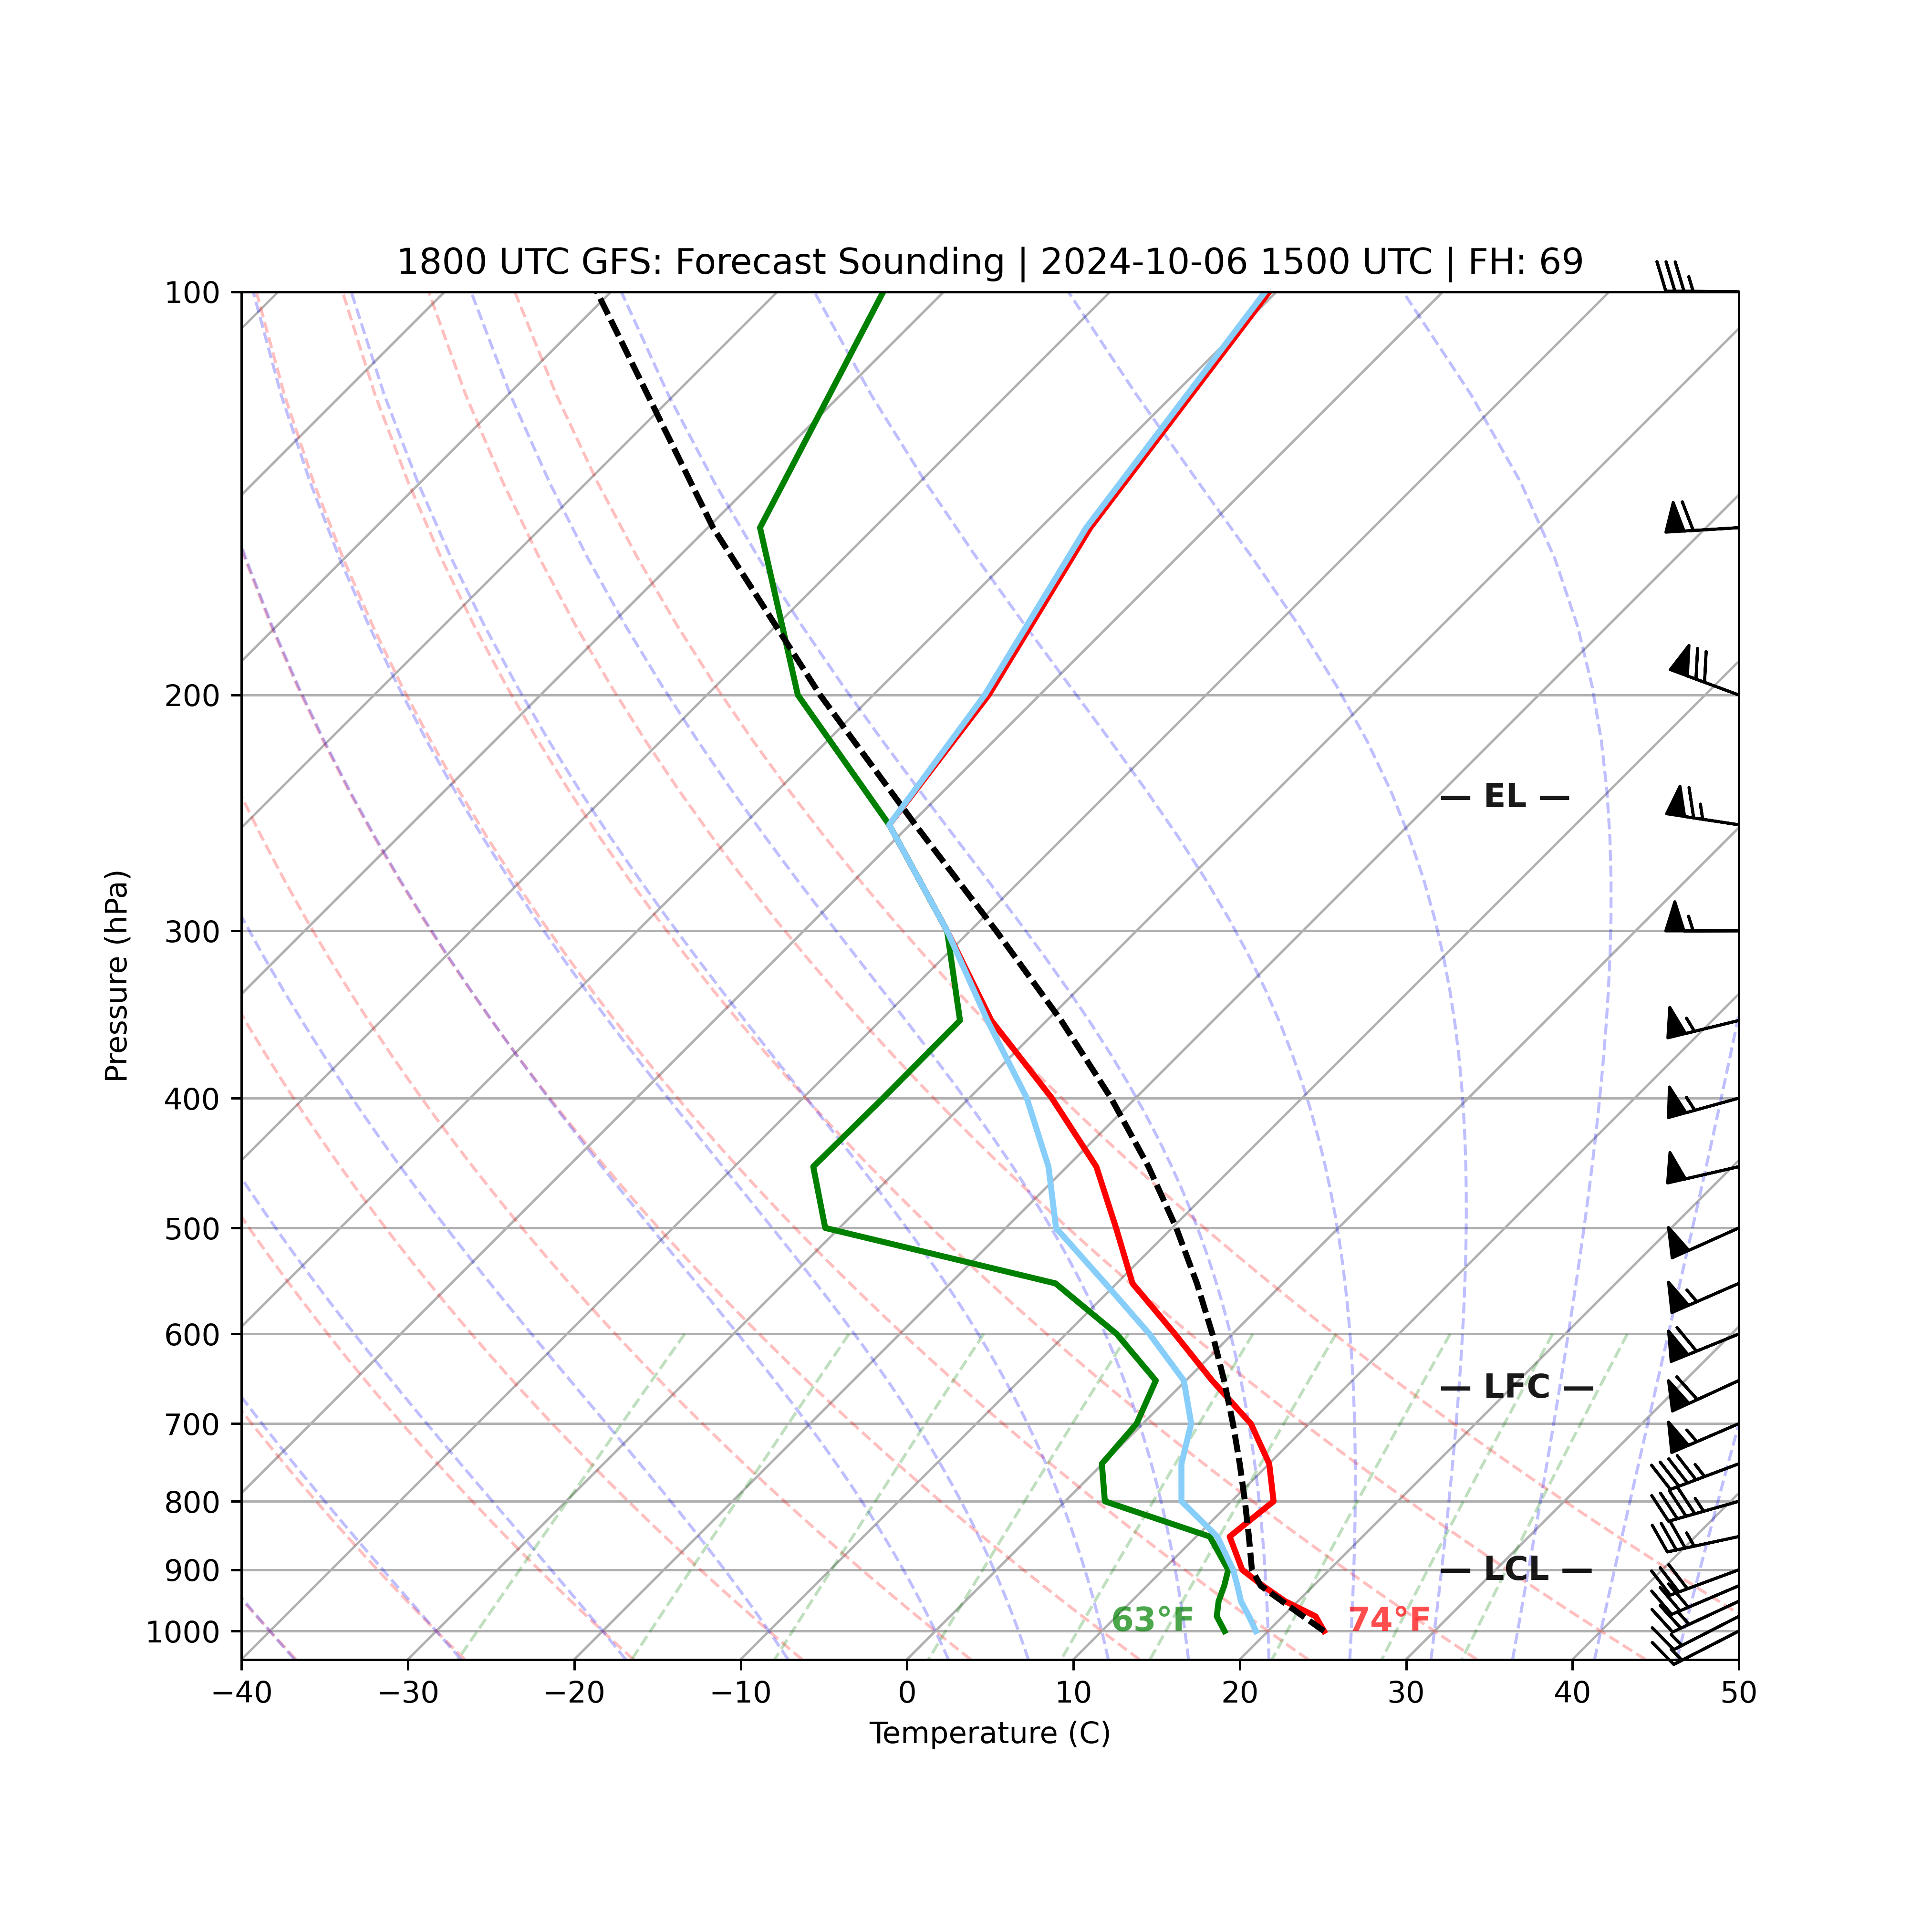 1800 UTC GFS: Forecast Sounding | 2024-10-06 1500 UTC | FH: 69
100
200
— EL —
300
Pressure (hPa)
400
500
600
— LFC —
700
800
900
— LCL —
1000
63°F
74°F
−40 −30 −20 −10 0 10 20 30 40 50
Temperature (C)